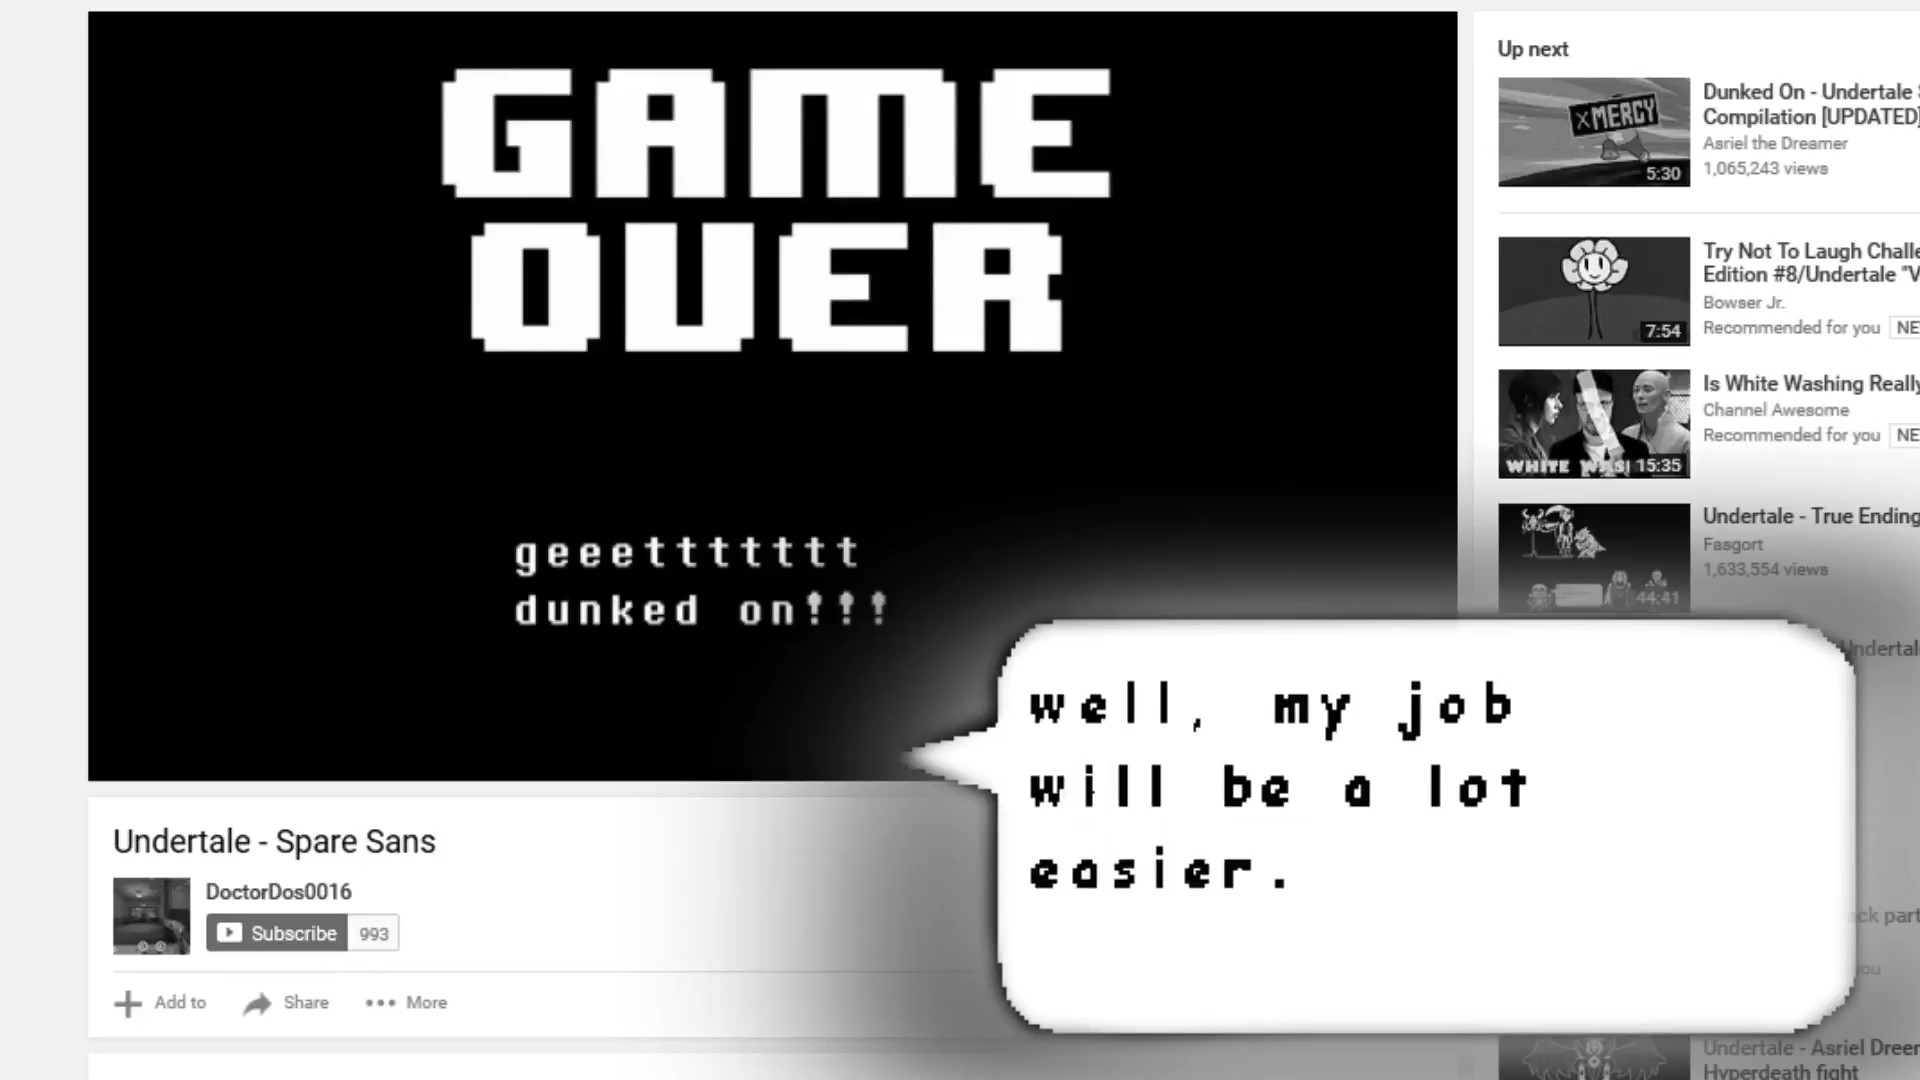 GAME
OVER
geeettttttt
dunked on!!!
well, my job
will be a lot
easier.
Undertale - Spare Sans
DoctorDos0016
Subscribe 993
Add to Share More
Up next
xMERCY
5:30
Dunked On - Undertale
Compilation [UPDATED]
Asriel the Dreamer
1,065,243 views
7:54
Try Not To Laugh
Edition #8/Undertale
Bowser Jr.
Recommended for you
WHITE
15:35
Is White Washing Really
Channel Awesome
Recommended for you
44:41
Undertale - True Ending
Fasgort
1,633,554 views
part
Undertale - Asriel
Hyperdeath fight